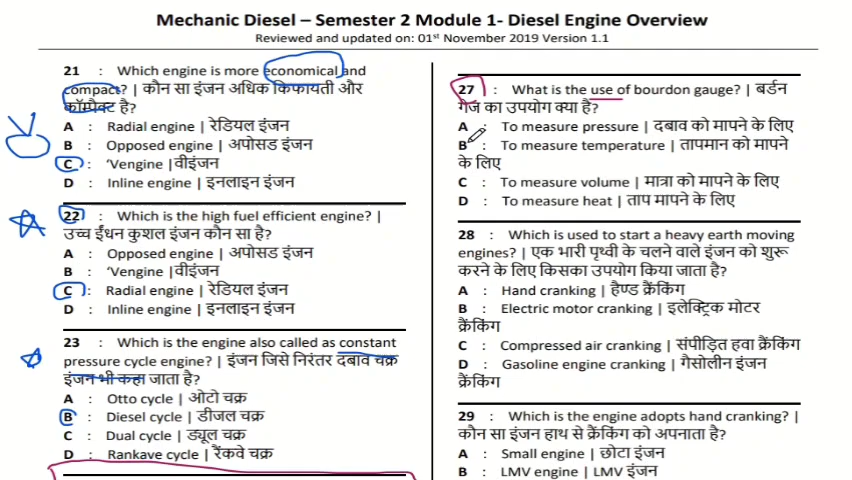 Mechanic Diesel – Semester 2 Module 1- Diesel Engine Overview
Reviewed and updated on: 01st November 2019 Version 1.1
21 : Which engine is more economical and
compact? | कौन सा इंजन अधिक किफायती और
कॉम्पैक्ट है?
A : Radial engine | रेडियल इंजन
B : Opposed engine | अपोसड इंजन
C : ‘Vengine | वीइंजन
D : Inline engine | इनलाइन इंजन
22 : Which is the high fuel efficient engine? |
उच्च ईंधन कुशल इंजन कौन सा है?
A : Opposed engine | अपोसड इंजन
B : ‘Vengine | वीइंजन
C : Radial engine | रेडियल इंजन
D : Inline engine | इनलाइन इंजन
23 : Which is the engine also called as constant
pressure cycle engine? | इंजन जिसे निरंतर दबाव चक्र
इंजन भी कहा जाता है?
A : Otto cycle | ओटो चक्र
B : Diesel cycle | डीजल चक्र
C : Dual cycle | ड्यूल चक्र
D : Rankave cycle | रैंकवे चक्र
27 : What is the use of bourdon gauge? | बर्डन
गेज का उपयोग क्या है?
A : To measure pressure | दबाव को मापने के लिए
B : To measure temperature | तापमान को मापने
के लिए
C : To measure volume | मात्रा को मापने के लिए
D : To measure heat | ताप मापने के लिए
28 : Which is used to start a heavy earth moving
engines? | एक भारी पृथ्वी के चलने वाले इंजन को शुरू
करने के लिए किसका उपयोग किया जाता है?
A : Hand cranking | हैण्ड क्रैंकिंग
B : Electric motor cranking | इलेक्ट्रिक मोटर
क्रैंकिंग
C : Compressed air cranking | संपीड़ित हवा क्रैंकिंग
D : Gasoline engine cranking | गैसोलीन इंजन
क्रैंकिंग
29 : Which is the engine adopts hand cranking? |
कौन सा इंजन हाथ से क्रैंकिंग को अपनाता है?
A : Small engine | छोटा इंजन
B : LMV engine | LMV इंजन